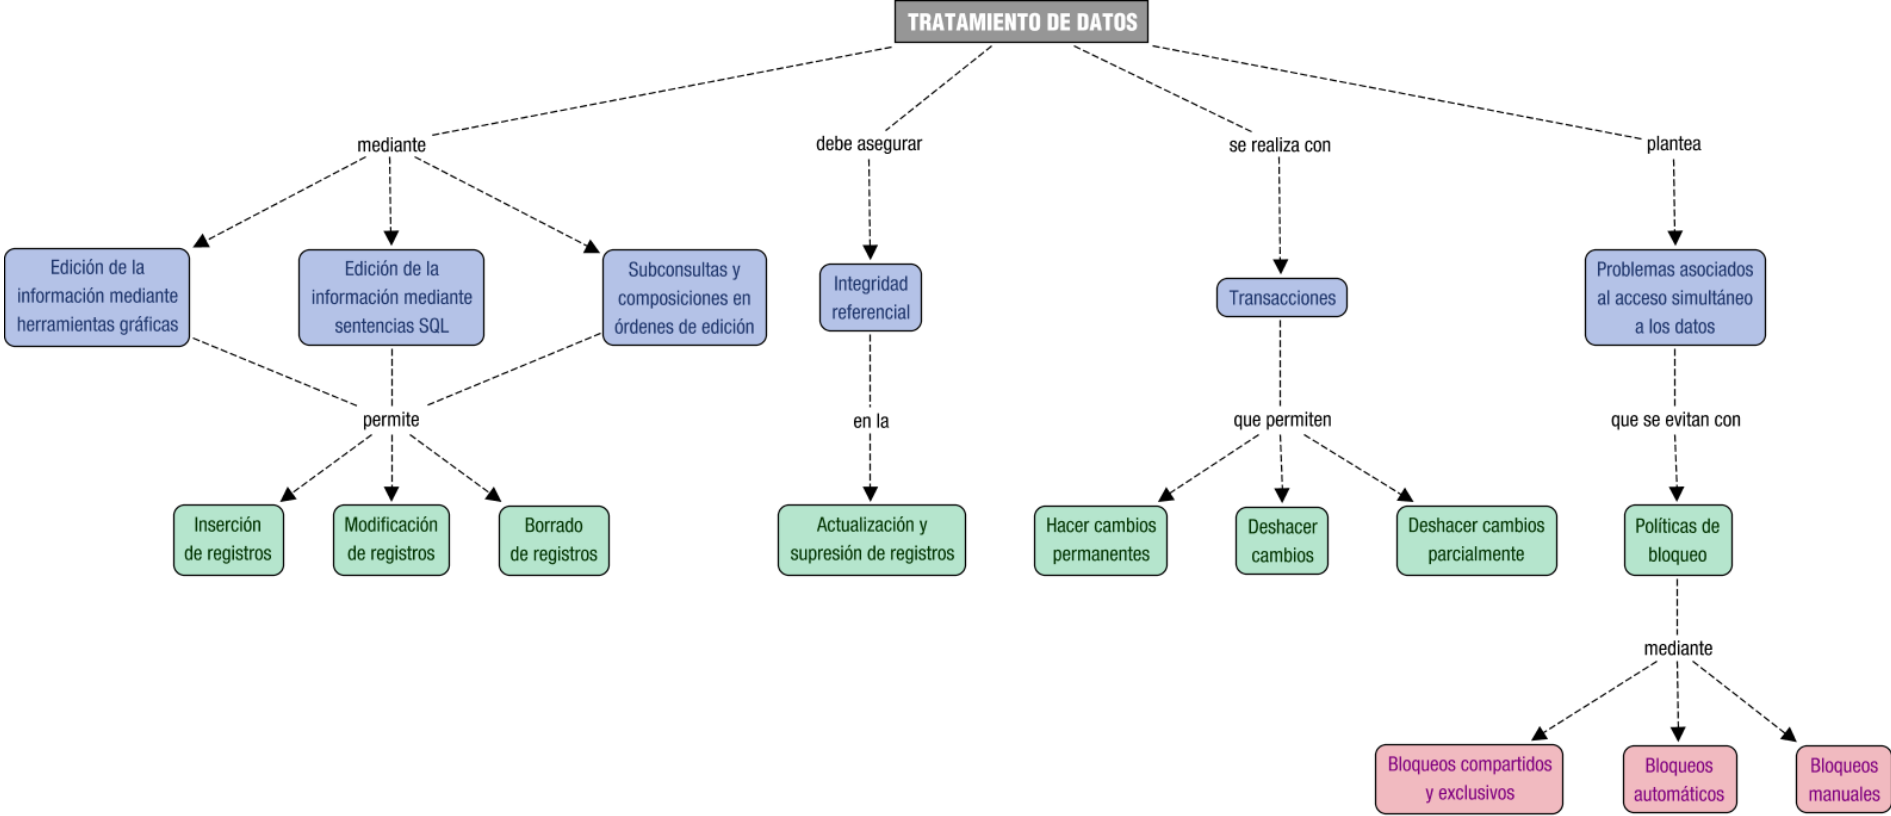 TRATAMIENTO DE DATOS
mediante
debe asegurar
se realiza con
plantea
Edición de la
información mediante
herramientas gráficas
Edición de la
información mediante
sentencias SQL
Subconsultas y
composiciones en
órdenes de edición
Integridad
referencial
Transacciones
Problemas asociados
al acceso simultáneo
a los datos
permite
en la
que permiten
que se evitan con
Inserción
de registros
Modificación
de registros
Borrado
de registros
Actualización y
supresión de registros
Hacer cambios
permanentes
Deshacer
cambios
Deshacer cambios
parcialmente
Políticas de
bloqueo
mediante
Bloqueos compartidos
y exclusivos
Bloqueos
automáticos
Bloqueos
manuales